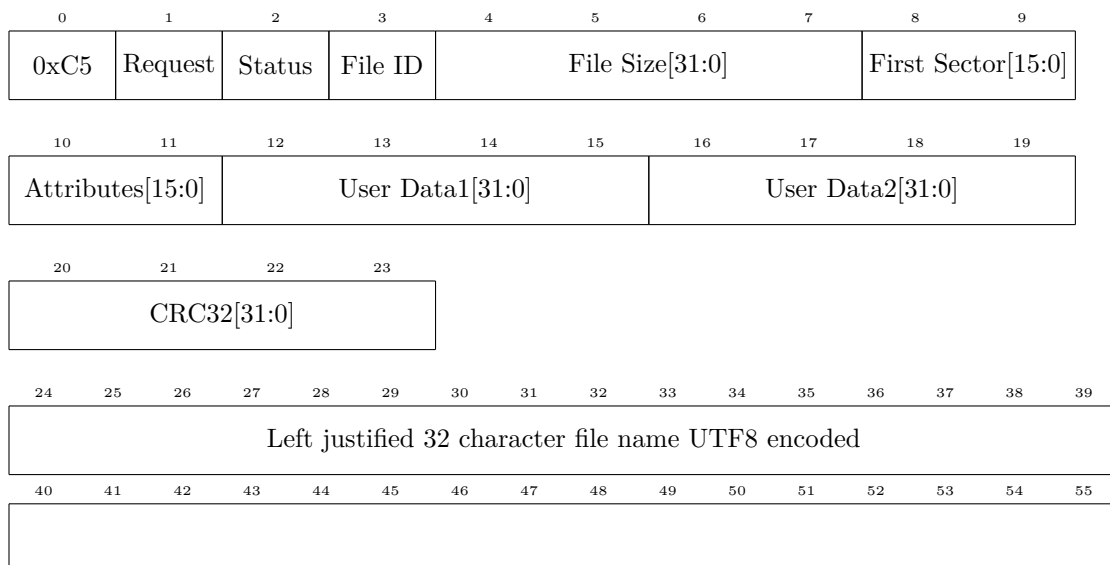 0 1 2 3 4 5 6 7 8 9
0xC5 Request Status File ID File Size[31:0] First Sector[15:0]
10 11 12 13 14 15 16 17 18 19
Attributes[15:0] User Data1[31:0] User Data2[31:0]
20 21 22 23
CRC32[31:0]
24 25 26 27 28 29 30 31 32 33 34 35 36 37 38 39
Left justified 32 character file name UTF8 encoded
40 41 42 43 44 45 46 47 48 49 50 51 52 53 54 55